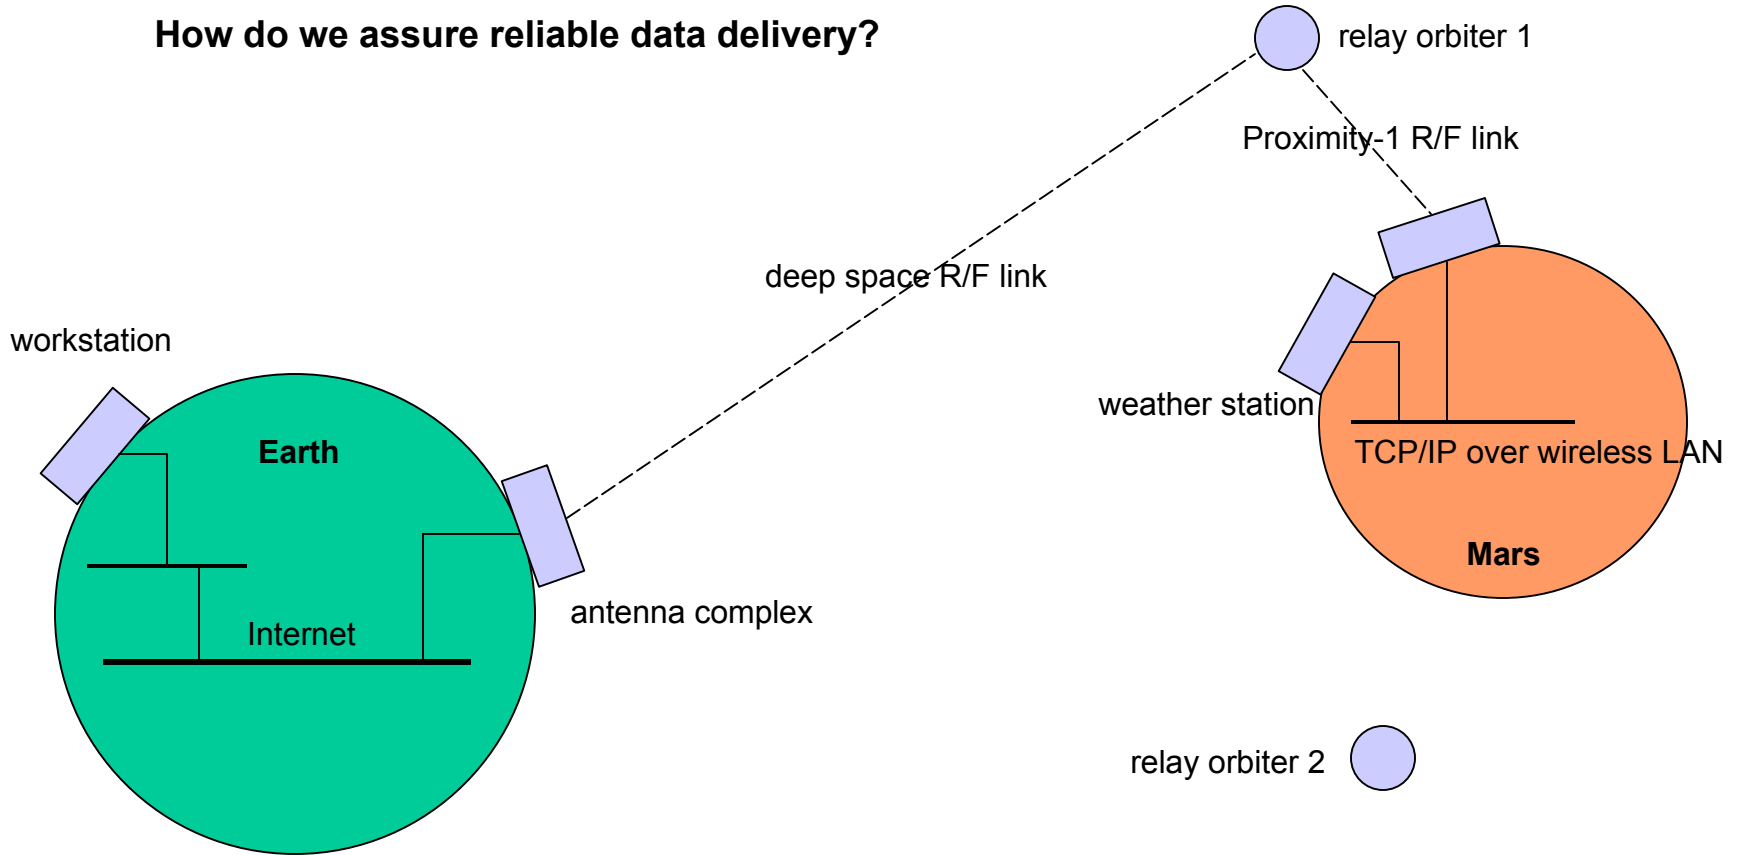 How do we assure reliable data delivery?
relay orbiter 1
Proximity-1 R/F link
deep space R/F link
workstation
weather station
Earth
TCP/IP over wireless LAN
Mars
antenna complex
Internet
relay orbiter 2